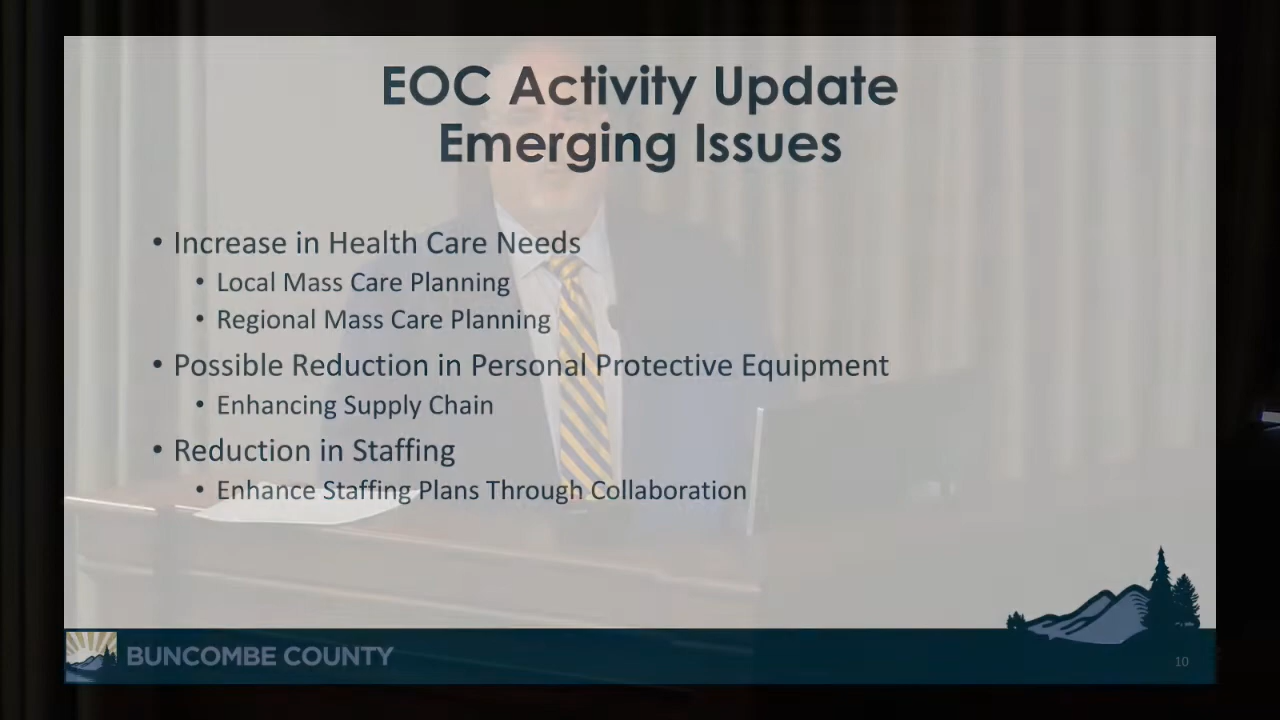 EOC Activity Update
Emerging Issues
• Increase in Health Care Needs
• Local Mass Care Planning
• Regional Mass Care Planning
• Possible Reduction in Personal Protective Equipment
• Enhancing Supply Chain
• Reduction in Staffing
• Enhance Staffing Plans Through Collaboration
BUNCOMBE COUNTY
10